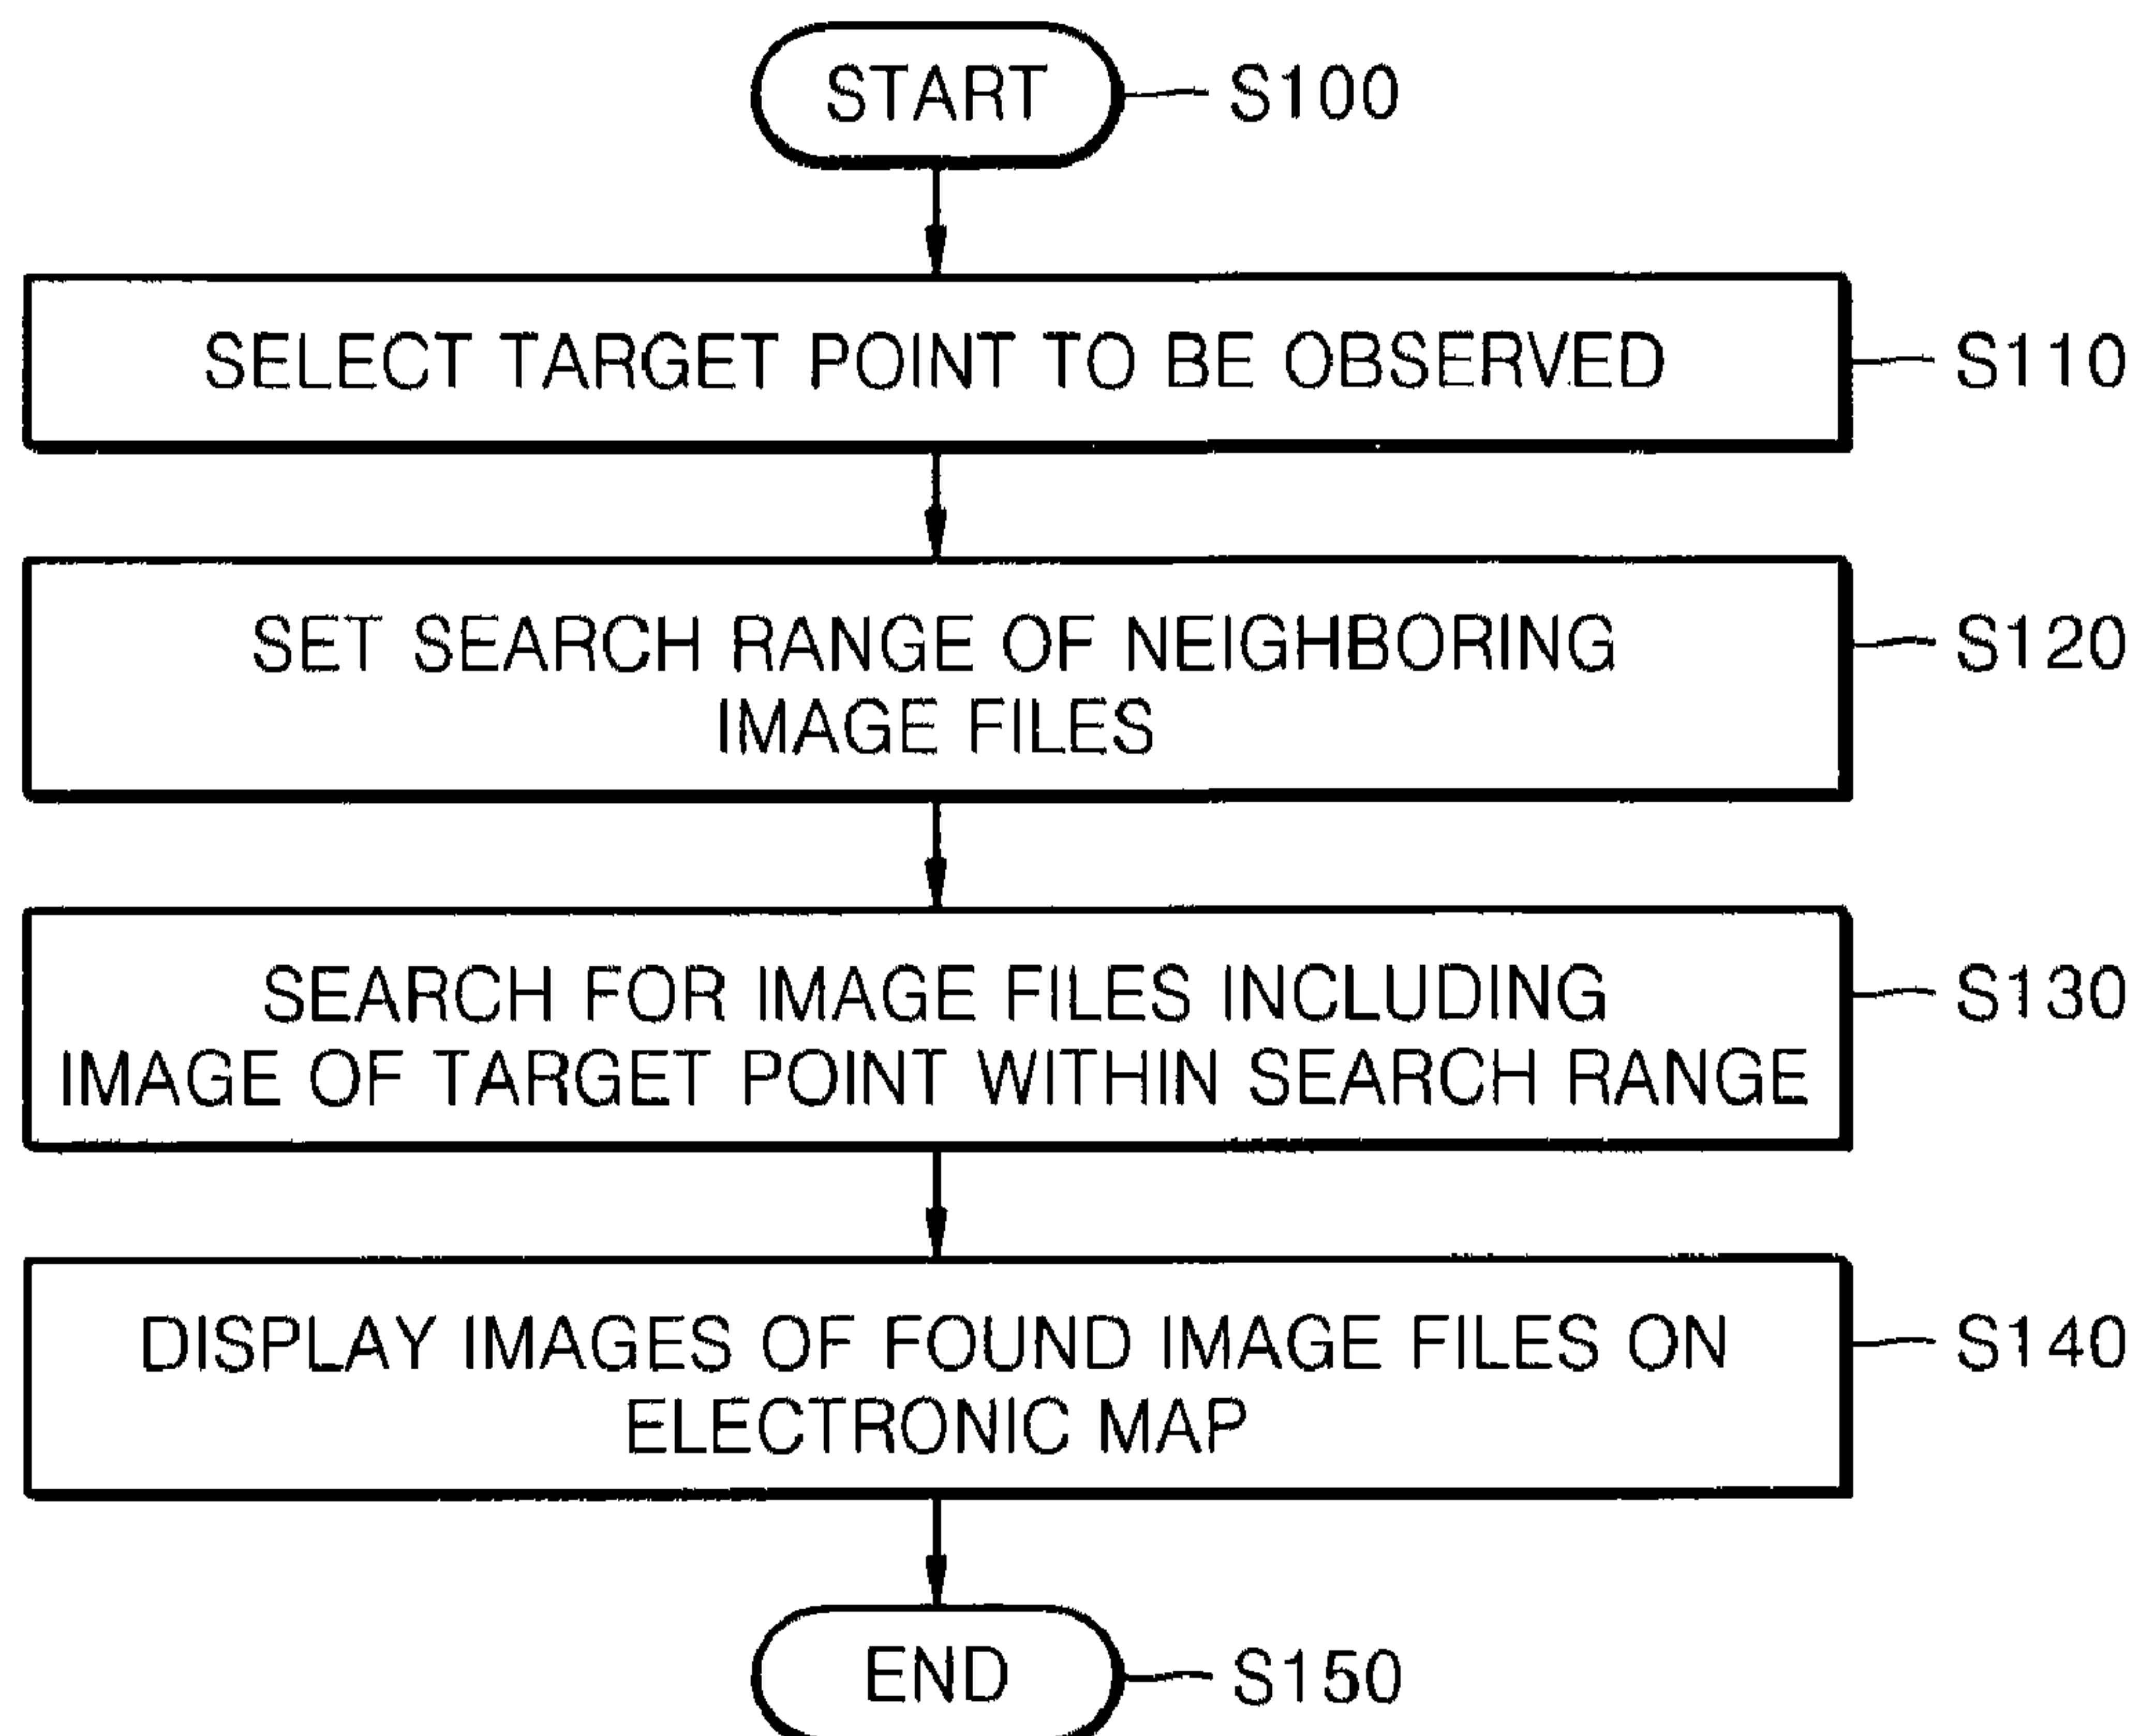 START S100
SELECT TARGET POINT TO BE OBSERVED S110
SET SEARCH RANGE OF NEIGHBORING S120
IMAGE FILES
SEARCH FOR IMAGE FILES INCLUDING S130
IMAGE OF TARGET POINT WITHIN SEARCH RANGE
DISPLAY IMAGES OF FOUND IMAGE FILES ON S140
ELECTRONIC MAP
END S150